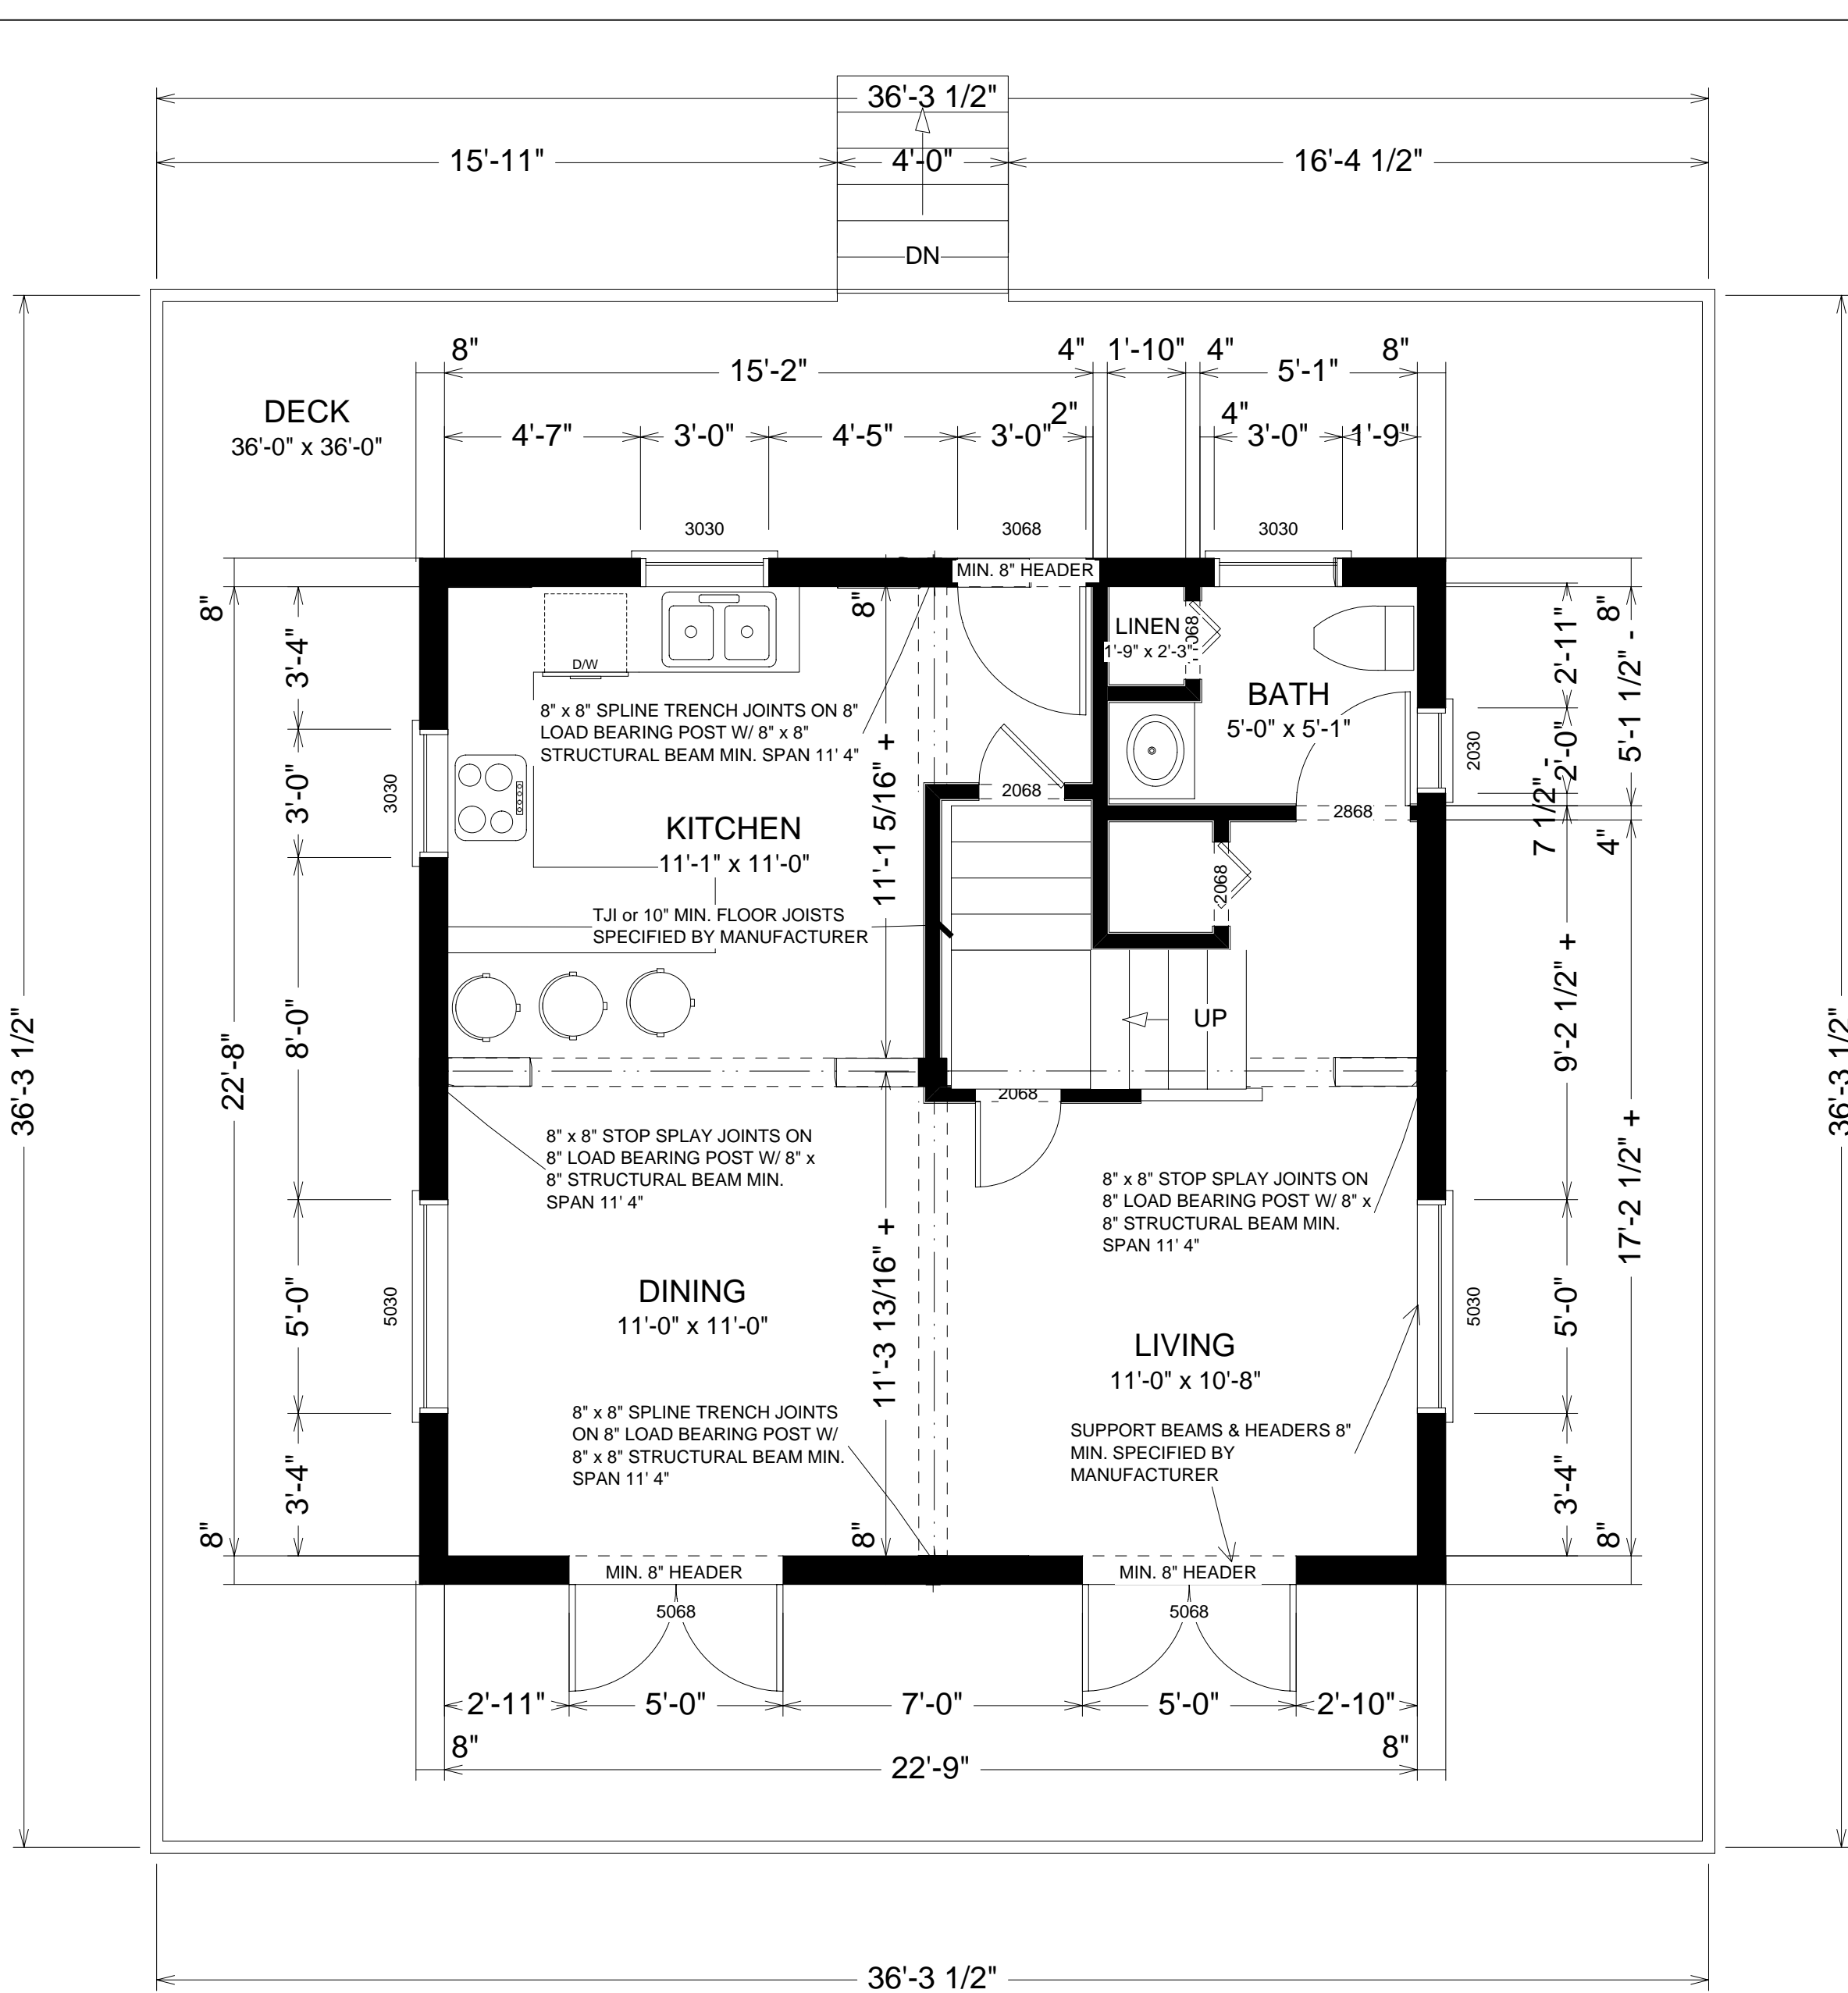 36'-3 1/2"
15'-11"
4'-0"
16'-4 1/2"
DN
8"
4"
1'-10"
4"
8"
15'-2"
5'-1"
DECK
36'-0" x 36'-0"
2"
4"
4'-7"
3'-0"
4'-5"
3'-0"
3'-0"
1'-9"
3030
3068
3030
MIN. 8" HEADER
8"
8"
8"
LINEN
1'-9" x 2'-3"
068
3'-4"
2'-11"
5'-1 1/2" -
D/W
BATH
5'-0" x 5'-1"
8" x 8" SPLINE TRENCH JOINTS ON 8"
LOAD BEARING POST W/ 8" x 8"
STRUCTURAL BEAM MIN. SPAN 11' 4"
2030
2'-0"
3'-0"
3030
2068
2868
7 1/2" -
4"
KITCHEN
11'-1" x 11'-0"
11'-1 5/16" +
2068
TJI or 10" MIN. FLOOR JOISTS
SPECIFIED BY MANUFACTURER
9'-2 1/2" +
8'-0"
22'-8"
UP
36'-3 1/2"
36'-3 1/2"
2068
8" x 8" STOP SPLAY JOINTS ON
8" LOAD BEARING POST W/ 8" x
8" STRUCTURAL BEAM MIN.
SPAN 11' 4"
8" x 8" STOP SPLAY JOINTS ON
8" LOAD BEARING POST W/ 8" x
8" STRUCTURAL BEAM MIN.
SPAN 11' 4"
17'-2 1/2" +
DINING
11'-0" x 11'-0"
11'-3 13/16" +
5'-0"
5030
5030
5'-0"
LIVING
11'-0" x 10'-8"
8" x 8" SPLINE TRENCH JOINTS
ON 8" LOAD BEARING POST W/
8" x 8" STRUCTURAL BEAM MIN.
SPAN 11' 4"
SUPPORT BEAMS & HEADERS 8"
MIN. SPECIFIED BY
MANUFACTURER
3'-4"
3'-4"
8"
8"
8"
MIN. 8" HEADER
MIN. 8" HEADER
5068
5068
2'-11"
5'-0"
7'-0"
5'-0"
2'-10"
8"
8"
22'-9"
36'-3 1/2"